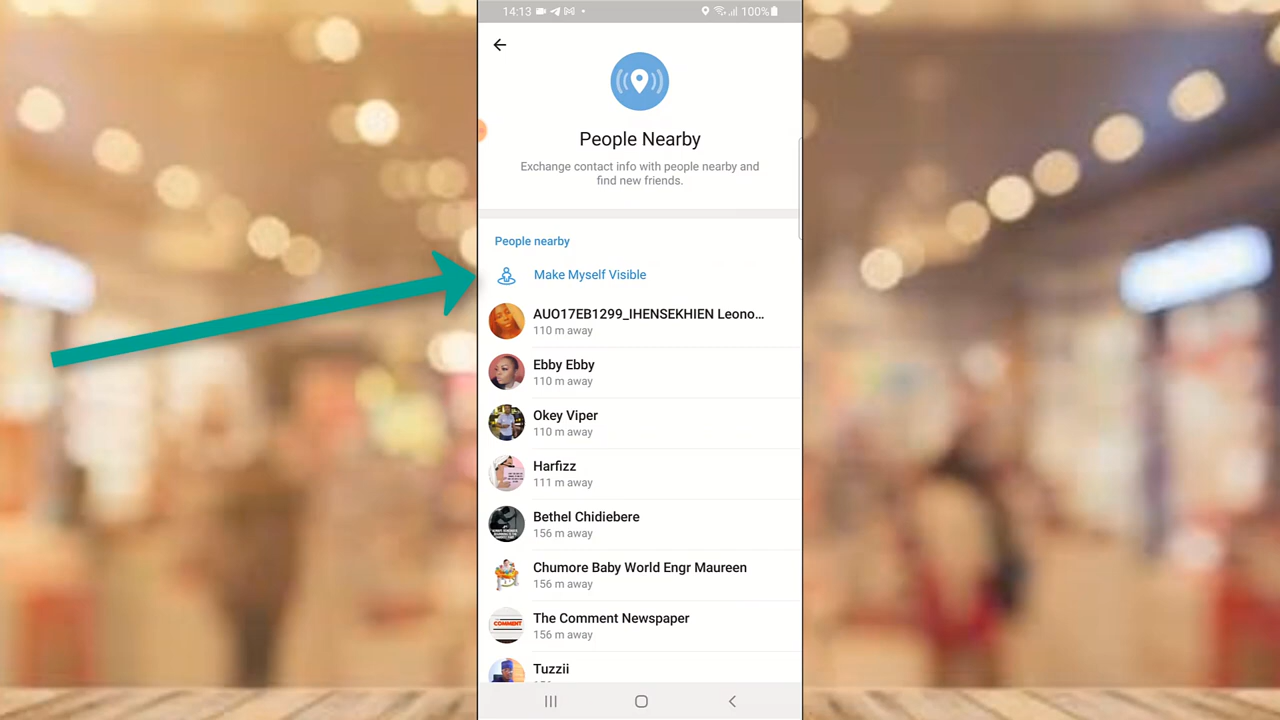 14:13
100%
People Nearby
Exchange contact info with people nearby and
find new friends.
People nearby
Make Myself Visible
AUO17EB1299_IHENSEKHIEN Leono...
110 m away
Ebby Ebby
110 m away
Okey Viper
110 m away
Harfizz
111 m away
Bethel Chidiebere
156 m away
Chumore Baby World Engr Maureen
156 m away
COMMENT
The Comment Newspaper
156 m away
Tuzzii